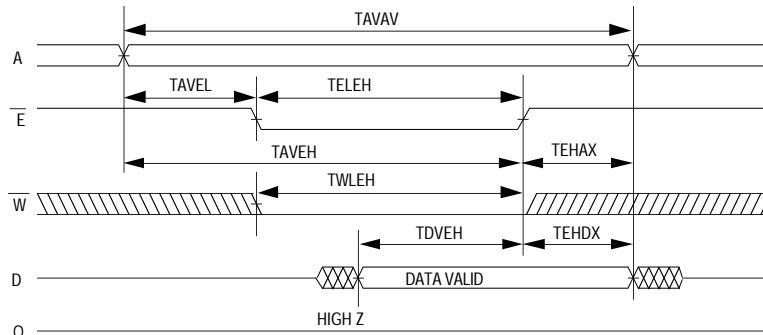 TAVAV
A
TAVEL TELEH
E
TAVEH TEHAX
TWLEH
W
TDVEH TEHDX
D DATA VALID
HIGH Z
Q